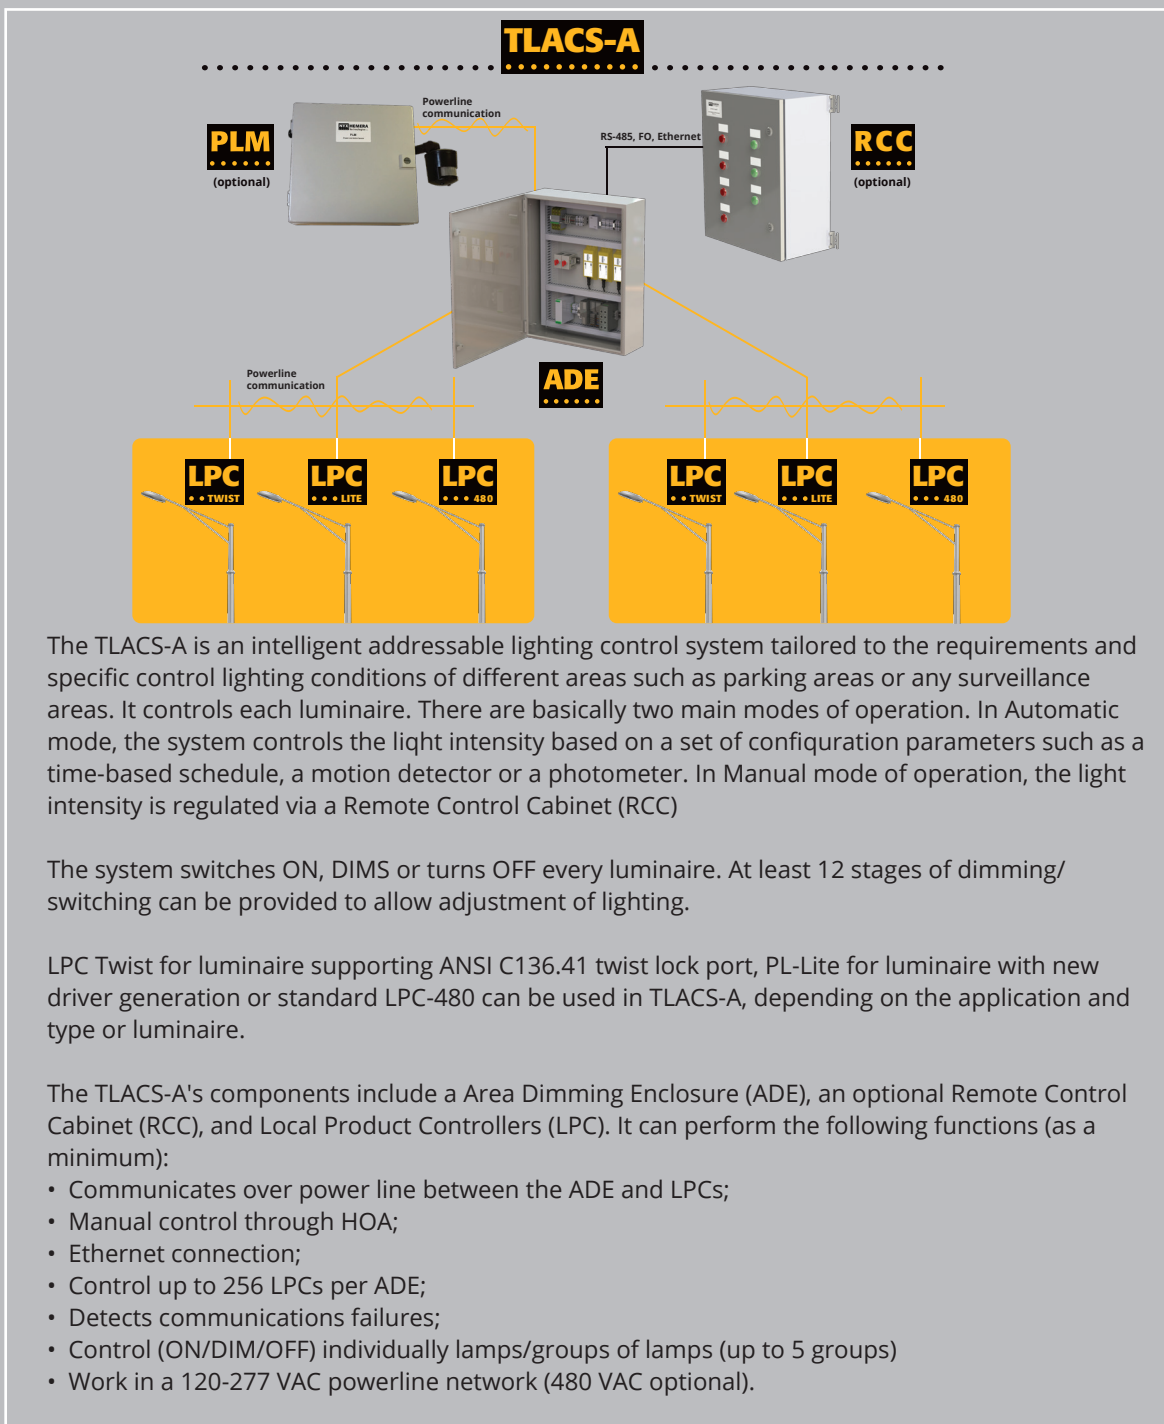 TLACS-A
Powerline
communication
RS-485, FO, Ethernet
PLM
(optional)
RCC
(optional)
Powerline
communication
ADE
LPC
TWIST
LPC
LITE
LPC
480
LPC
TWIST
LPC
LITE
LPC
480
The TLACS-A is an intelligent addressable lighting control system tailored to the requirements and
specific control lighting conditions of different areas such as parking areas or any surveillance
areas. It controls each luminaire. There are basically two main modes of operation. In Automatic
mode, the system controls the liqht intensity based on a set of confiquration parameters such as a
time-based schedule, a motion detector or a photometer. In Manual mode of operation, the light
intensity is regulated via a Remote Control Cabinet (RCC)
The system switches ON, DIMS or turns OFF every luminaire. At least 12 stages of dimming/
switching can be provided to allow adjustment of lighting.
LPC Twist for luminaire supporting ANSI C136.41 twist lock port, PL-Lite for luminaire with new
driver generation or standard LPC-480 can be used in TLACS-A, depending on the application and
type or luminaire.
The TLACS-A's components include a Area Dimming Enclosure (ADE), an optional Remote Control
Cabinet (RCC), and Local Product Controllers (LPC). It can perform the following functions (as a
minimum):
• Communicates over power line between the ADE and LPCs;
• Manual control through HOA;
• Ethernet connection;
• Control up to 256 LPCs per ADE;
• Detects communications failures;
• Control (ON/DIM/OFF) individually lamps/groups of lamps (up to 5 groups)
• Work in a 120-277 VAC powerline network (480 VAC optional).